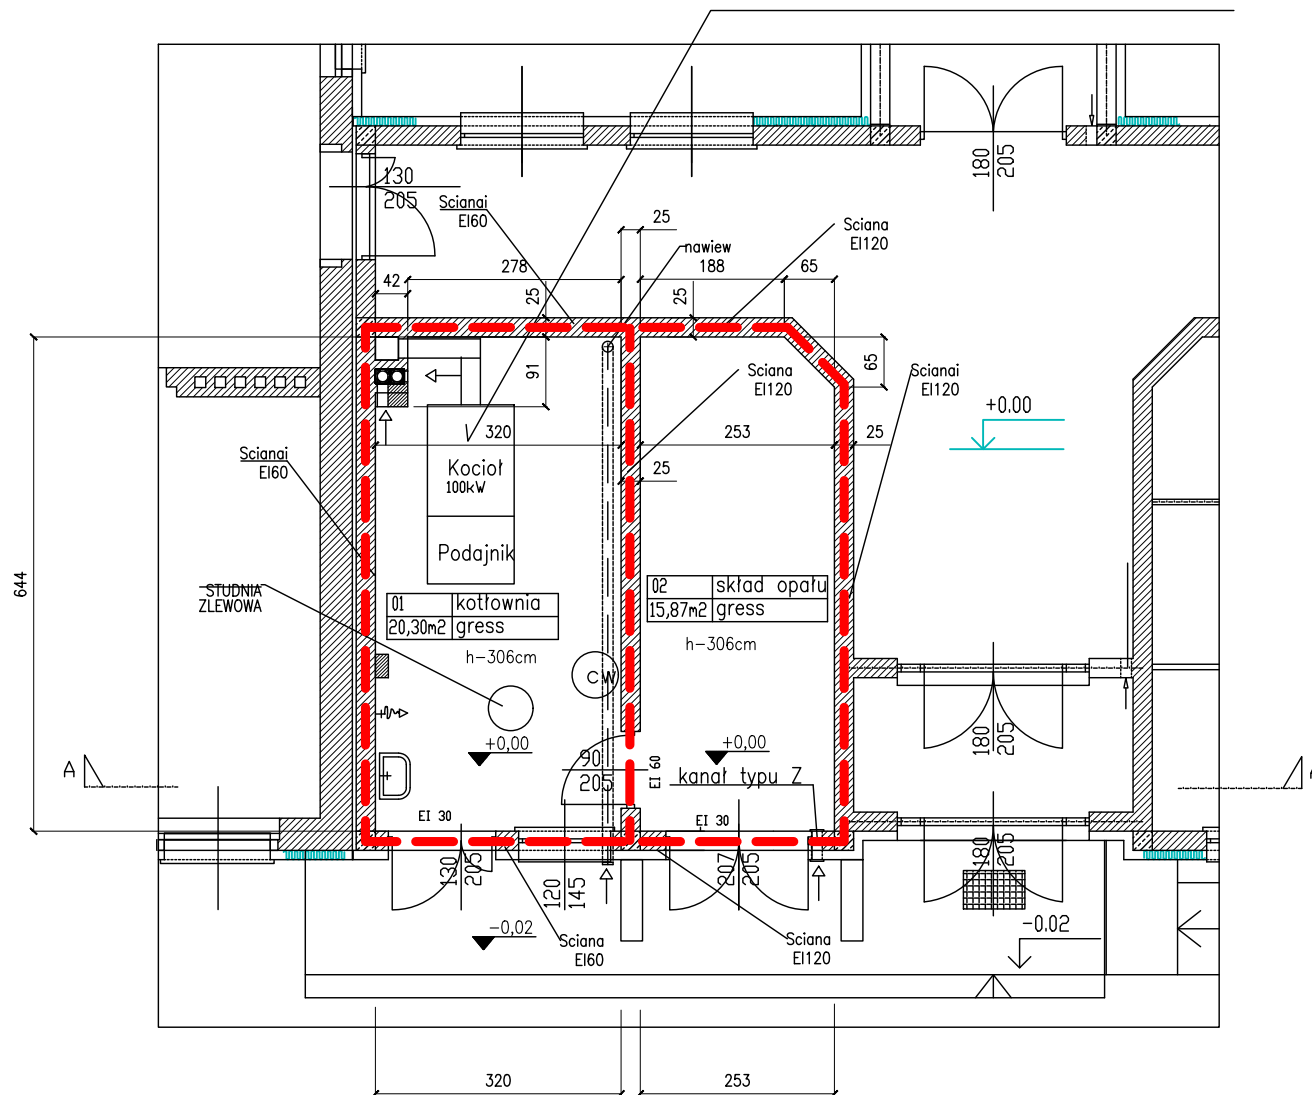 180
205
130
205
Scianai
EI60
25
Sciana
EI120
nawiew
278
188
65
42
25
25
91
65
Sciana
EI120
Scianai
EI120
+0.00
320
253
25
Scianai
EI60
Kocioł
100kW
25
Podajnik
644
STUDNIA
ZLEWOWA
01 kotłownia
20,30m2 gress
h-306cm
02 skład opału
15,87m2 gress
h-306cm
CW
+0,00
+0,00
90
205
EI 60
kanał typu Z
180
205
A
EI 30
EI 30
130
205
120
145
207
205
180
205
-0,02
Sciana
EI60
Sciana
EI120
-0.02
320
253